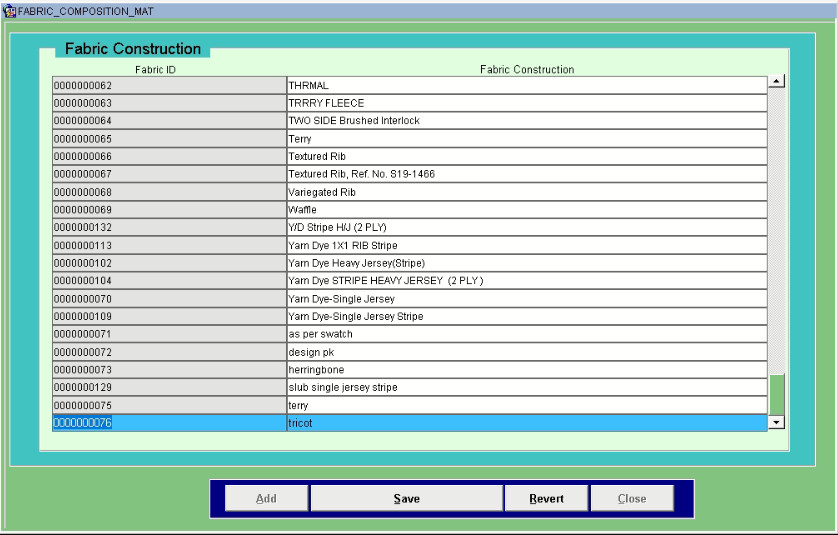 FABRIC_COMPOSITION_MAT
Fabric Construction
Fabric ID Fabric Construction
0000000062 THRMAL
0000000063 TRRRY FLEECE
0000000064 TWO SIDE Brushed Interlock
0000000065 Terry
0000000066 Textured Rib
0000000067 Textured Rib, Ref. No. S19-1466
0000000068 Variegated Rib
0000000069 Waffle
0000000132 Y/D Stripe H/J (2 PLY)
0000000113 Yarn Dye 1X1 RIB Stripe
0000000102 Yarn Dye Heavy Jersey(Stripe)
0000000104 Yarn Dye STRIPE HEAVY JERSEY (2 PLY )
0000000070 Yarn Dye-Single Jersey
0000000109 Yarn Dye-Single Jersey Stripe
0000000071 as per swatch
0000000072 design pk
0000000073 herringbone
0000000129 slub single jersey stripe
0000000075 terry
0000000076 tricot
Add Save Revert Close